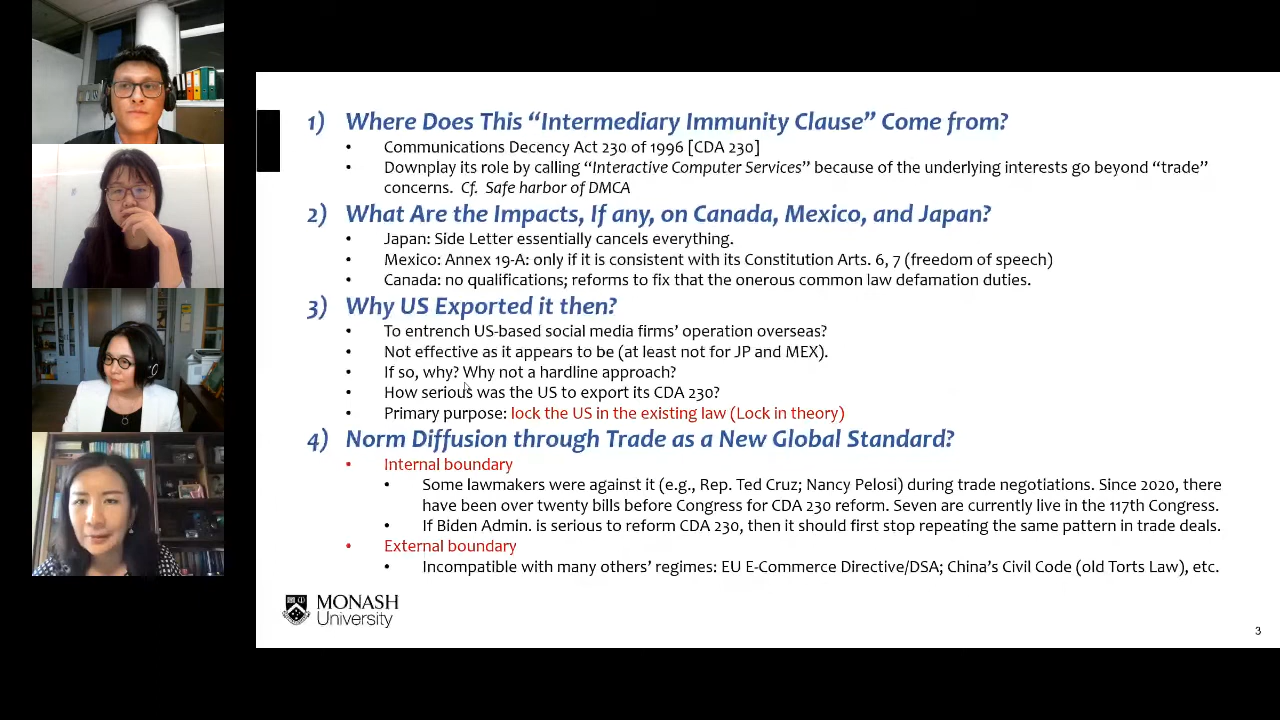 1) Where Does This “Intermediary Immunity Clause” Come from?
• Communications Decency Act 230 of 1996 [CDA 230]
• Downplay its role by calling “Interactive Computer Services” because of the underlying interests go beyond “trade”
concerns. Cf. Safe harbor of DMCA
2) What Are the Impacts, If any, on Canada, Mexico, and Japan?
• Japan: Side Letter essentially cancels everything.
• Mexico: Annex 19-A: only if it is consistent with its Constitution Arts. 6, 7 (freedom of speech)
• Canada: no qualifications; reforms to fix that the onerous common law defamation duties.
3) Why US Exported it then?
• To entrench US-based social media firms’ operation overseas?
• Not effective as it appears to be (at least not for JP and MEX).
• If so, why? Why not a hardline approach?
• How serious was the US to export its CDA 230?
• Primary purpose: lock the US in the existing law (Lock in theory)
4) Norm Diffusion through Trade as a New Global Standard?
• Internal boundary
• Some lawmakers were against it (e.g., Rep. Ted Cruz; Nancy Pelosi) during trade negotiations. Since 2020, there
have been over twenty bills before Congress for CDA 230 reform. Seven are currently live in the 117th Congress.
• If Biden Admin. is serious to reform CDA 230, then it should first stop repeating the same pattern in trade deals.
• External boundary
• Incompatible with many others’ regimes: EU E-Commerce Directive/DSA; China’s Civil Code (old Torts Law), etc.
MONASH
University
3